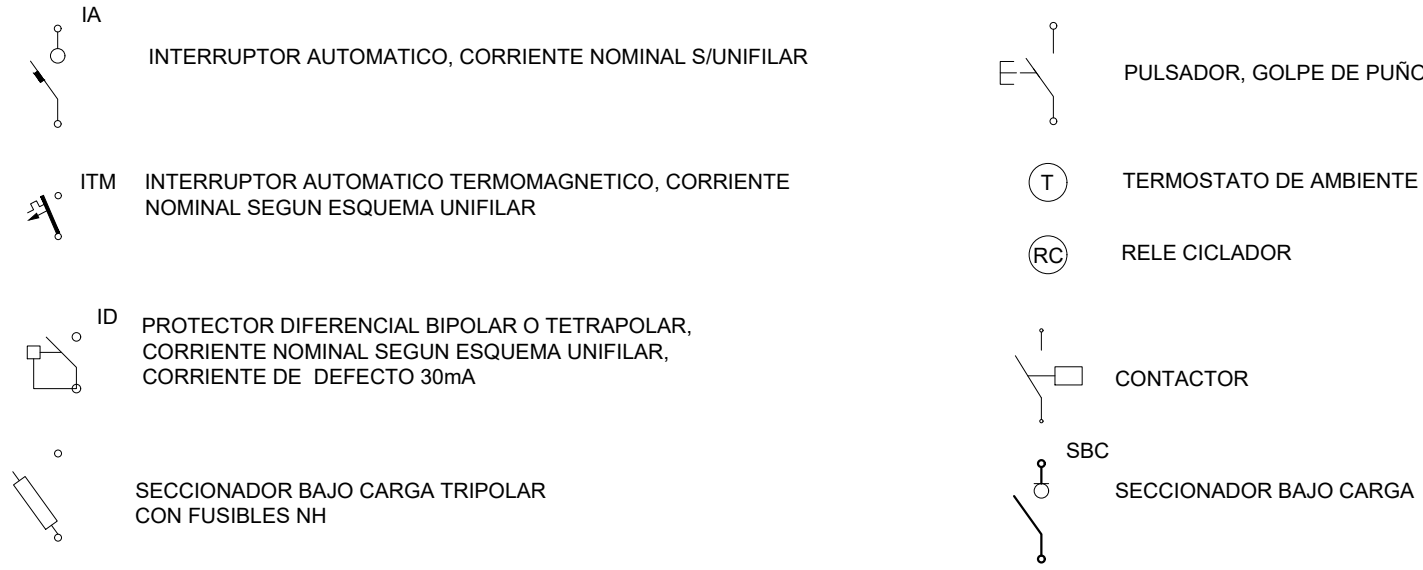 IA
INTERRUPTOR AUTOMATICO, CORRIENTE NOMINAL S/UNIFILAR
ITM
INTERRUPTOR AUTOMATICO TERMOMAGNETICO, CORRIENTE
NOMINAL SEGUN ESQUEMA UNIFILAR
ID
PROTECTOR DIFERENCIAL BIPOLAR O TETRAPOLAR,
CORRIENTE NOMINAL SEGUN ESQUEMA UNIFILAR,
CORRIENTE DE DEFECTO 30mA
SECCIONADOR BAJO CARGA TRIPOLAR
CON FUSIBLES NH
PULSADOR, GOLPE DE PUÑO
T
TERMOSTATO DE AMBIENTE
RC
RELE CICLADOR
CONTACTOR
SBC
SECCIONADOR BAJO CARGA